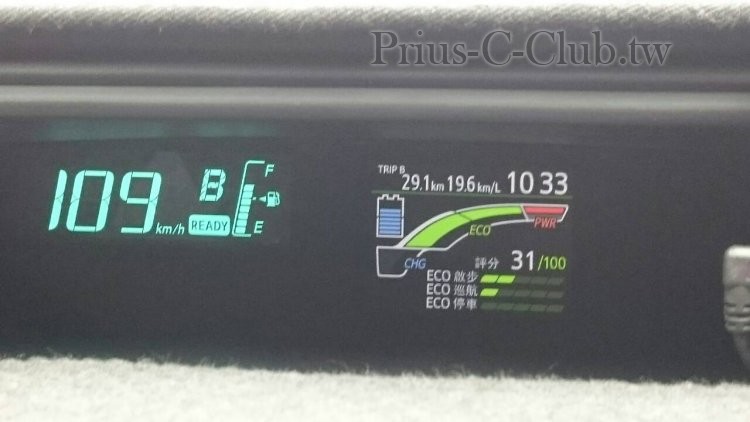 Prius-C-Club.tw
109 km/h B READY F E
TRIP B 29.1km 19.6km/L 10 33
ECO PWR
CHG
評分 31/100
ECO 啟步
ECO 巡航
ECO 停車